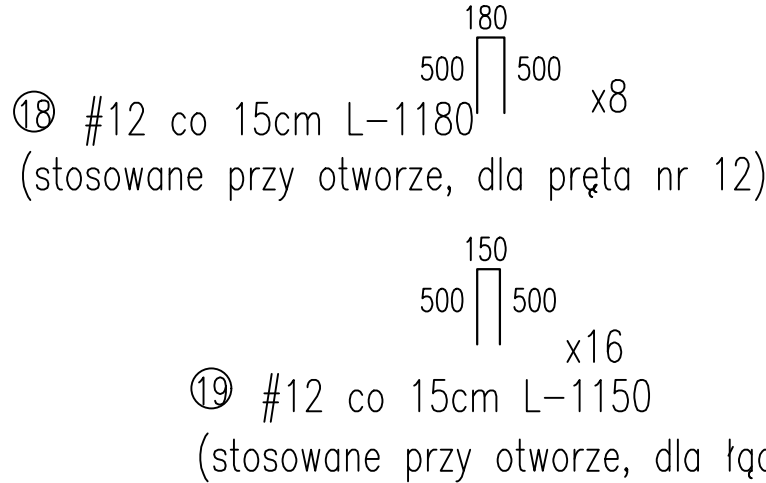 180
500 500 x8
18 #12 co 15cm L-1180
(stosowane przy otworze, dla pręta nr 12)
150
500 500
x16
19 #12 co 15cm L-1150
(stosowane przy otworze, dla